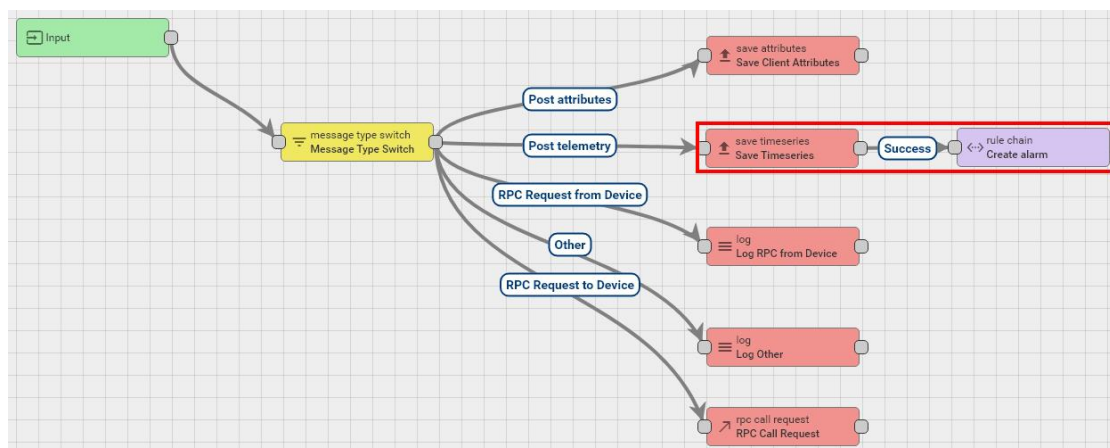 Input
message type switch
Message Type Switch
Post attributes
Post telemetry
RPC Request from Device
Other
RPC Request to Device
save attributes
Save Client Attributes
save timeseries
Save Timeseries
Success
rule chain
Create alarm
log
Log RPC from Device
log
Log Other
rpc call request
RPC Call Request